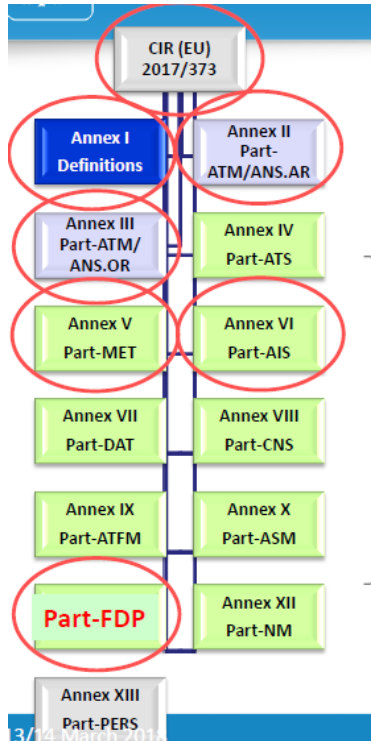 CIR (EU)
2017/373
Annex I
Definitions
Annex II
Part-
ATM/ANS.AR
Annex III
Part-ATM/
ANS.OR
Annex IV
Part-ATS
Annex V
Part-MET
Annex VI
Part-AIS
Annex VII
Part-DAT
Annex VIII
Part-CNS
Annex IX
Part-ATFM
Annex X
Part-ASM
Part-FDP
Annex XII
Part-NM
Annex XIII
Part-PERS
13/14 March 2018